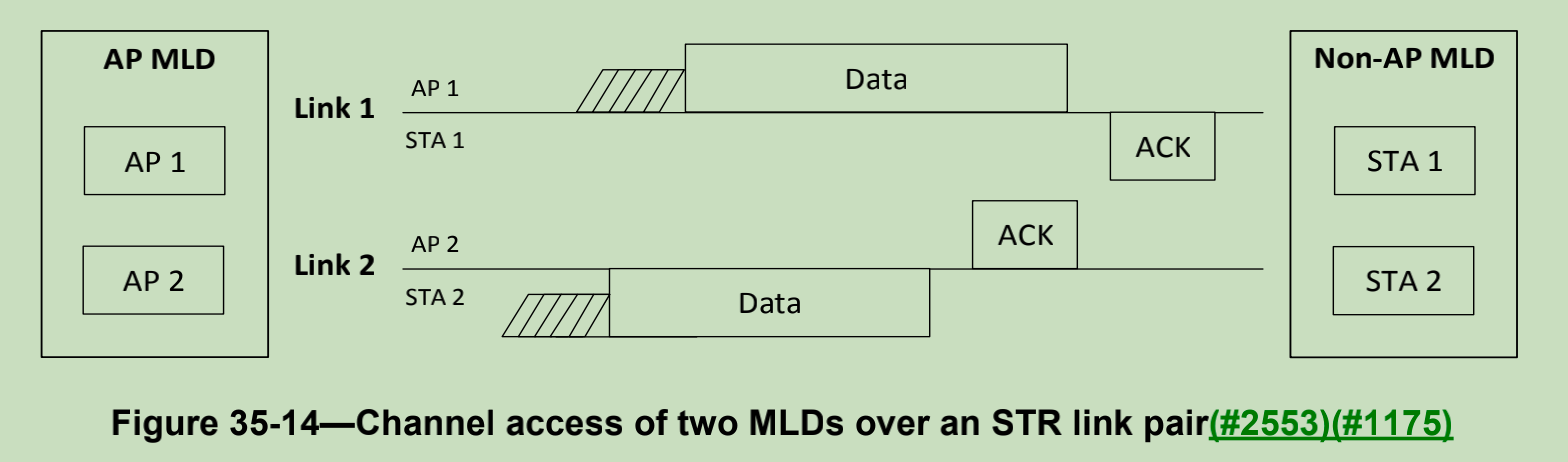 AP MLD
AP 1
AP 2
Link 1
AP 1
STA 1
Data
ACK
Link 2
AP 2
STA 2
Data
ACK
Non-AP MLD
STA 1
STA 2
Figure 35-14—Channel access of two MLDs over an STR link pair(#2553)(#1175)